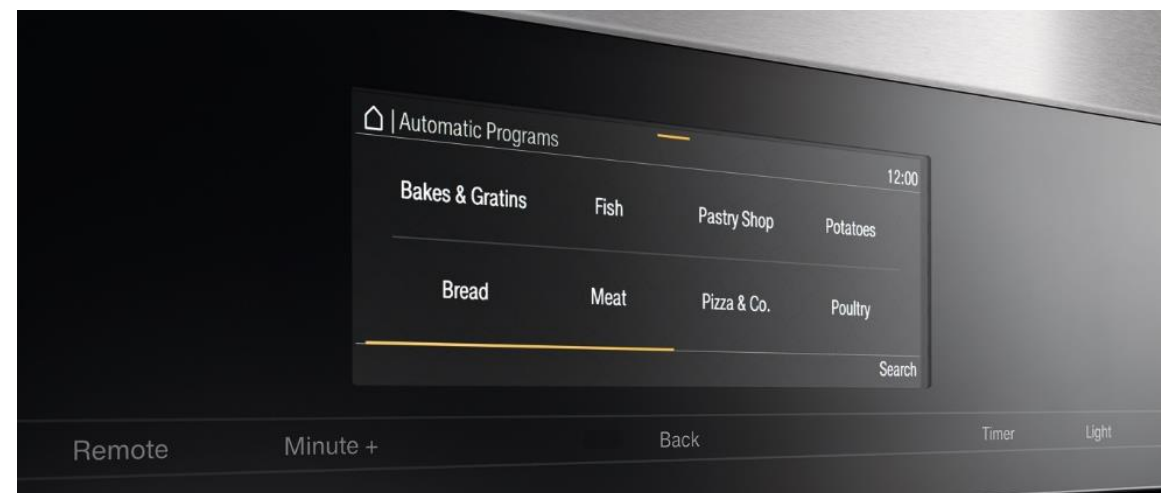 | Automatic Programs
12:00
Bakes & Gratins Fish Pastry Shop Potatoes
Bread Meat Pizza & Co. Poultry
Search
Remote Minute + Back Timer Light